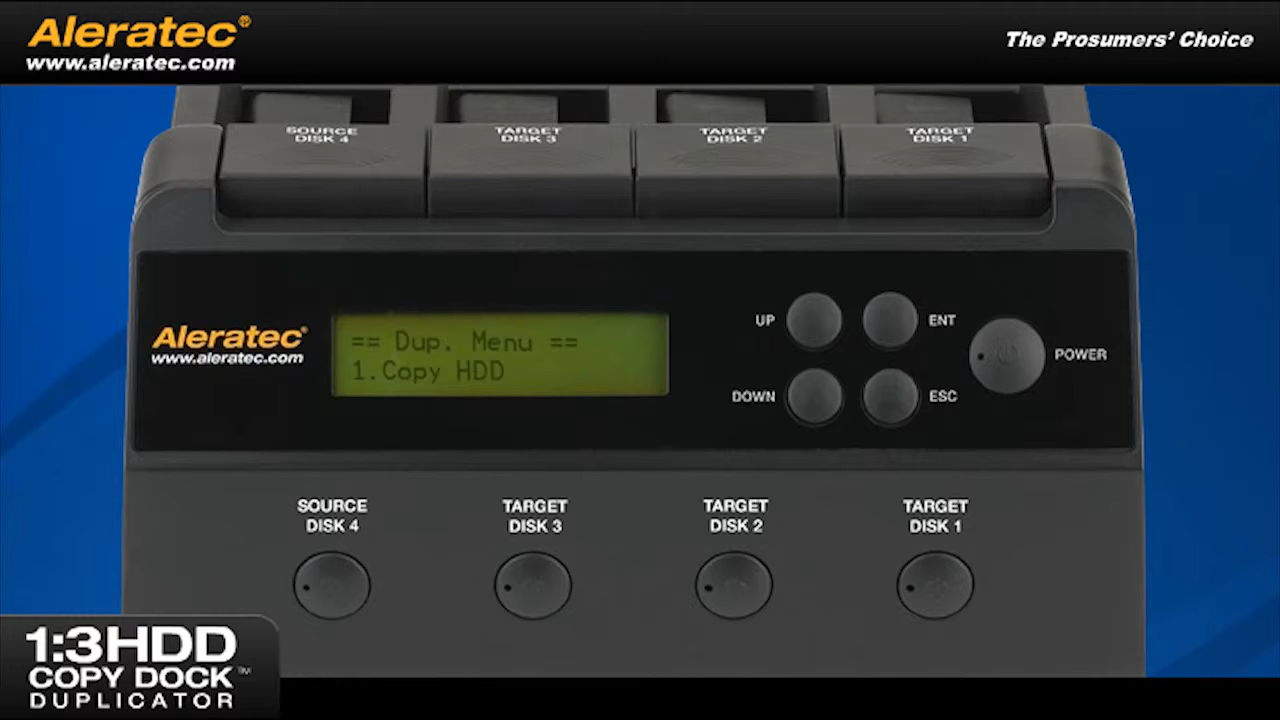 Aleratec®
www.aleratec.com
The Prosumers' Choice
SOURCE
DISK 4
TARGET
DISK 3
TARGET
DISK 2
TARGET
DISK 1
Aleratec®
www.aleratec.com
== Dup. Menu ==
1.Copy HDD
UP
ENT
DOWN
ESC
POWER
SOURCE
DISK 4
TARGET
DISK 3
TARGET
DISK 2
TARGET
DISK 1
1:3HDD
COPY DOCK™
DUPLICATOR